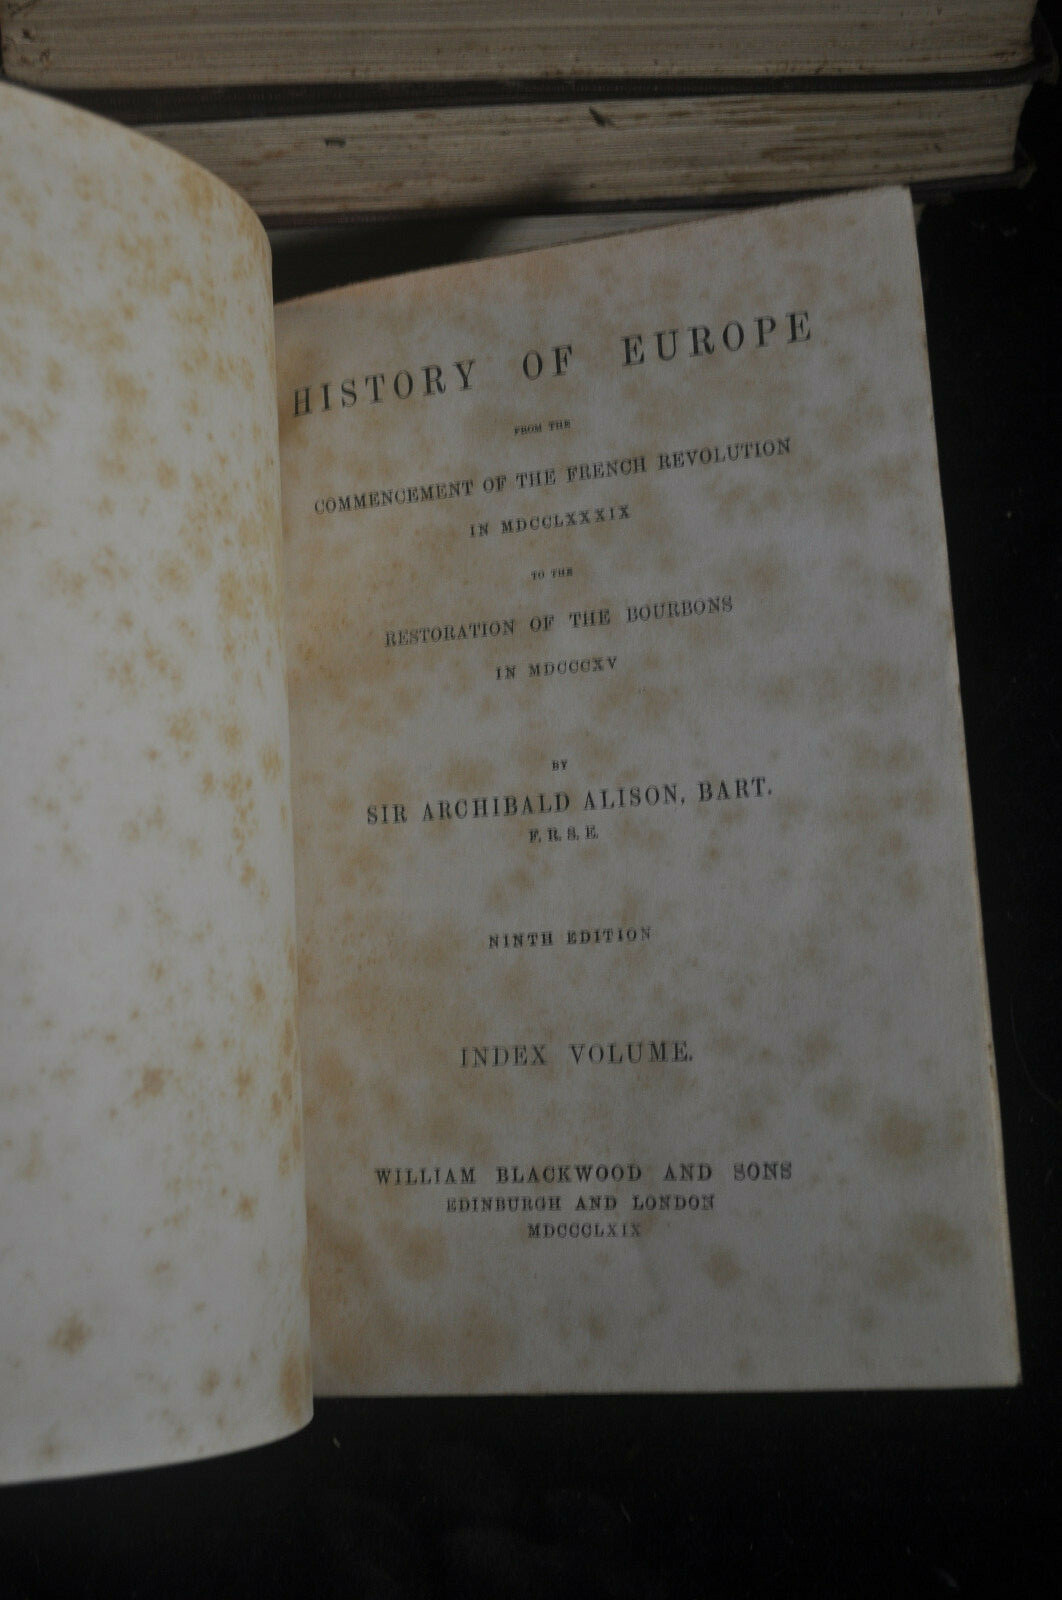 HISTORY OF EUROPE
FROM THE
COMMENCEMENT OF THE FRENCH REVOLUTION
IN MDCCLXXXIX
TO THE
RESTORATION OF THE BOURBONS
IN MDCCCXV
BY
SIR ARCHIBALD ALISON, BART.
F. R. S. E.
NINTH EDITION
INDEX VOLUME.
WILLIAM BLACKWOOD AND SONS
EDINBURGH AND LONDON
MDCCCLXIX